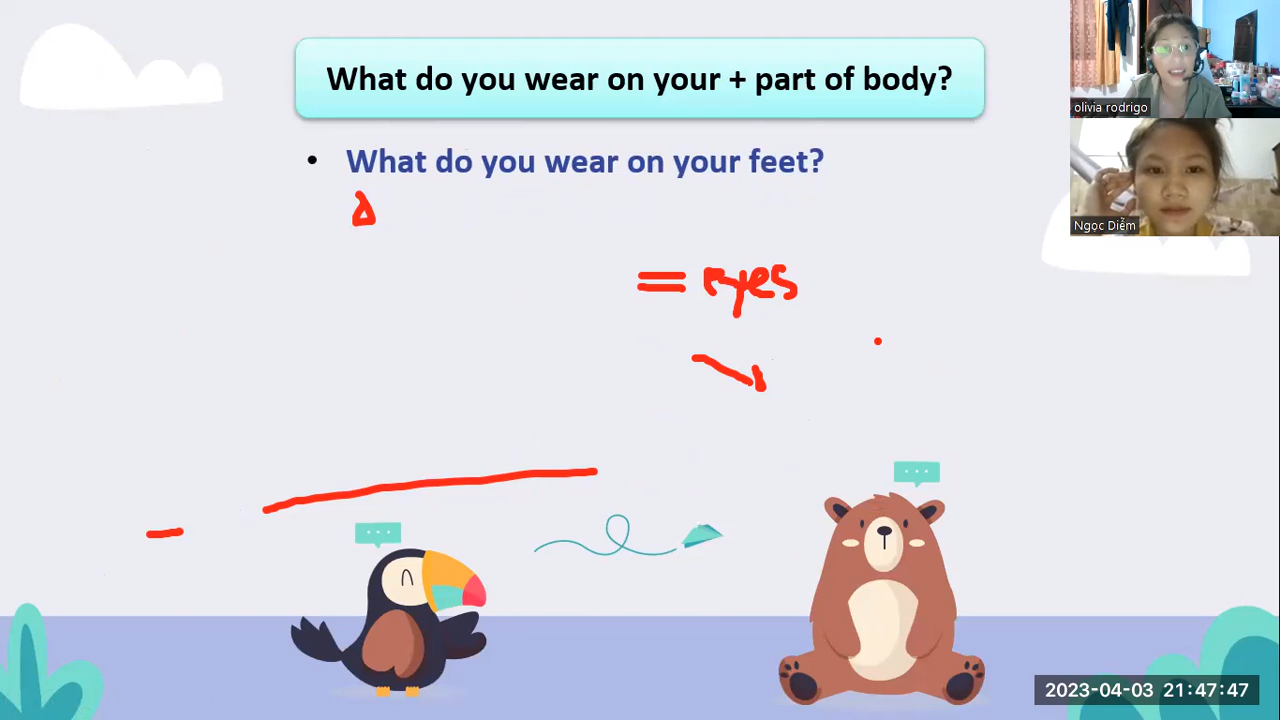 What do you wear on your + part of body?
olivia rodrigo
• What do you wear on your feet?
Ngọc Diễm
= eyes
2023-04-03 21:47:47